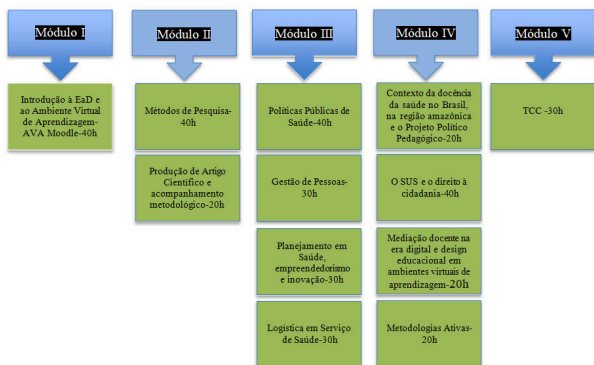 Módulo I
Módulo II
Módulo III
Módulo IV
Módulo V
Introdução à EaD e
ao Ambiente Virtual
de Aprendizagem-
AVA Moodle-40h
Métodos de Pesquisa-
40h
Produção de Artigo
Científico e
acompanhamento
metodológico-20h
Políticas Públicas de
Saúde-40h
Gestão de Pessoas-
30h
Planejamento em
Saúde,
empreendedorismo
e inovação-30h
Logística em Serviço
de Saúde-30h
Contexto da docência
da saúde no Brasil,
na região amazônica
e o Projeto Político
Pedagógico-20h
O SUS e o direito à
cidadania-40h
Mediação docente na
era digital e design
educacional em
ambientes virtuais de
aprendizagem-20h
Metodologias Ativas-
20h
TCC -30h